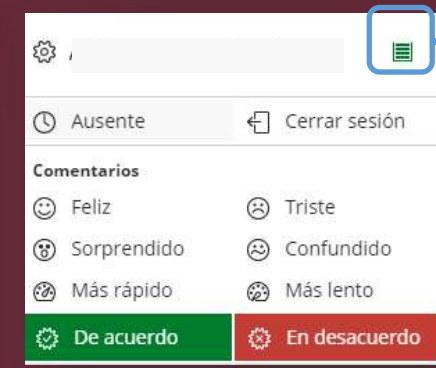 Ausente
Cerrar sesión
Comentarios
Feliz
Triste
Sorprendido
Confundido
Más rápido
Más lento
De acuerdo
En desacuerdo